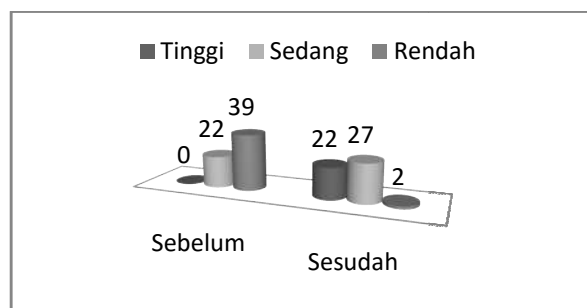 Tinggi Sedang Rendah
39
22 22 27
0 2
Sebelum
Sesudah